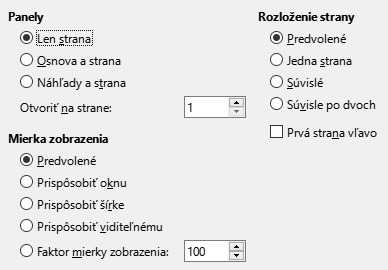 Panely
Len strana
Osnova a strana
Náhľady a strana
Otvoriť na strane: 1
Mierka zobrazenia
Predvolené
Prispôsobiť oknu
Prispôsobiť šírke
Prispôsobiť viditeľnému
Faktor mierky zobrazenia: 100
Rozloženie strany
Predvolené
Jedna strana
Súvislé
Súvisle po dvoch
Prvá strana vľavo